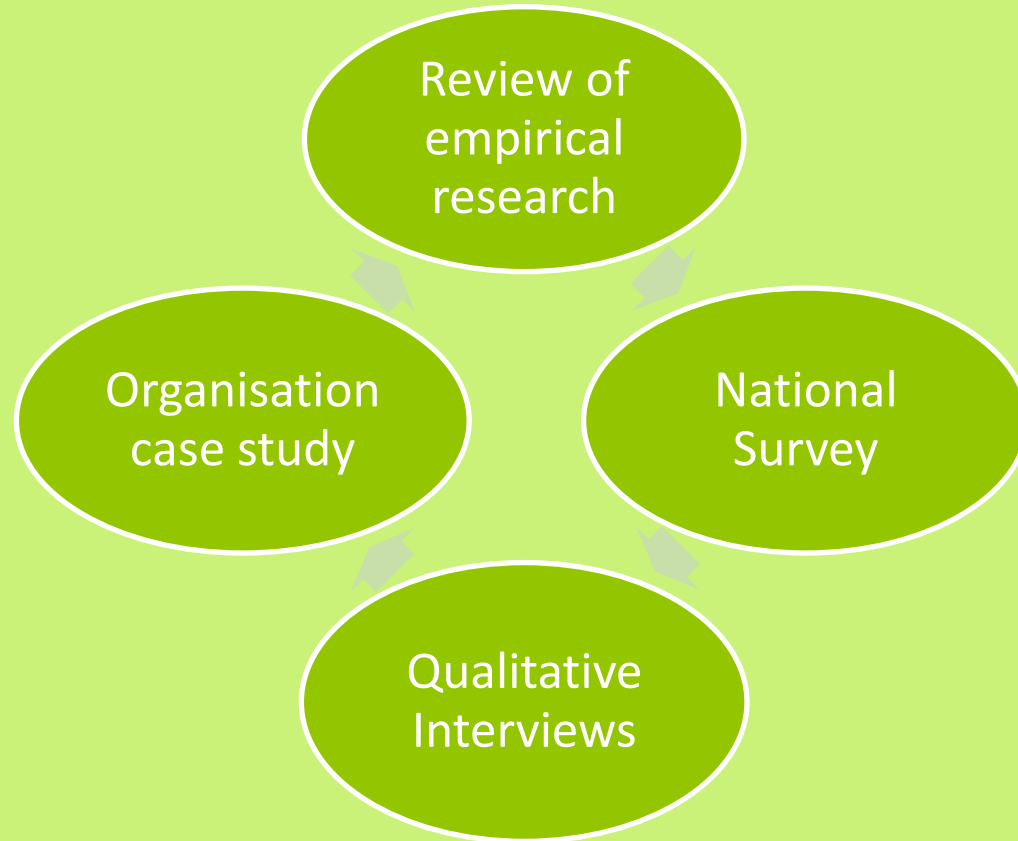 Review of
empirical
research
Organisation
case study
National
Survey
Qualitative
Interviews